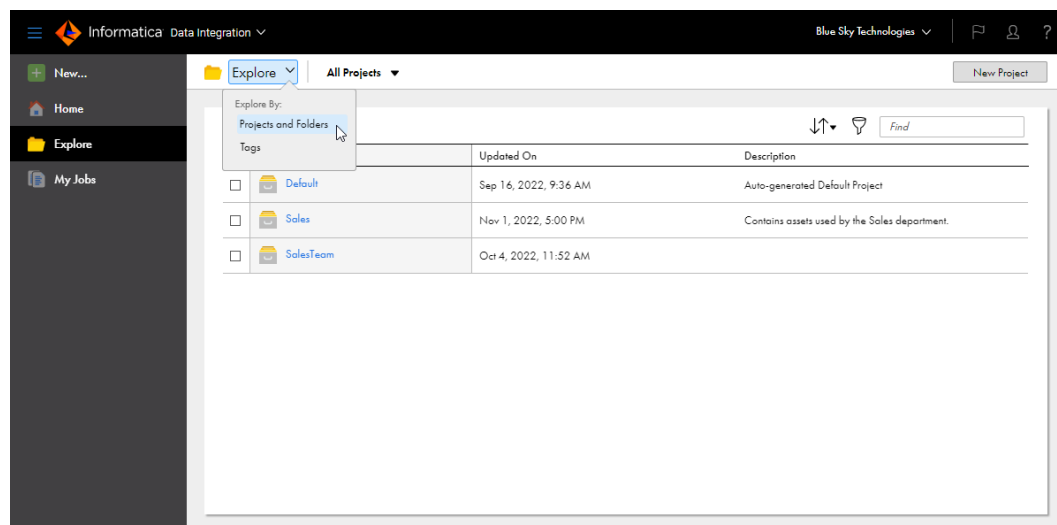 Informatica Data Integration
Blue Sky Technologies
?
New...
Home
Explore
My Jobs
Explore
All Projects
New Project
Explore By:
Projects and Folders
Tags
Find
Updated On
Description
Default
Sep 16, 2022, 9:36 AM
Auto-generated Default Project
Sales
Nov 1, 2022, 5:00 PM
Contains assets used by the Sales department.
SalesTeam
Oct 4, 2022, 11:52 AM